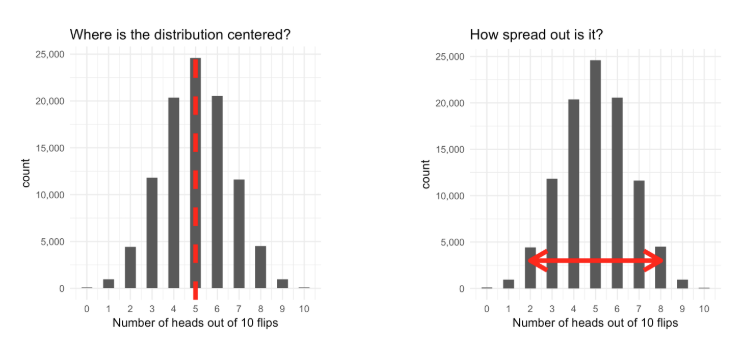 Where is the distribution centered?
25,000
20,000
15,000
10,000
5,000
0
count
0 1 2 3 4 5 6 7 8 9 10
Number of heads out of 10 flips
How spread out is it?
25,000
20,000
15,000
10,000
5,000
0
count
0 1 2 3 4 5 6 7 8 9 10
Number of heads out of 10 flips